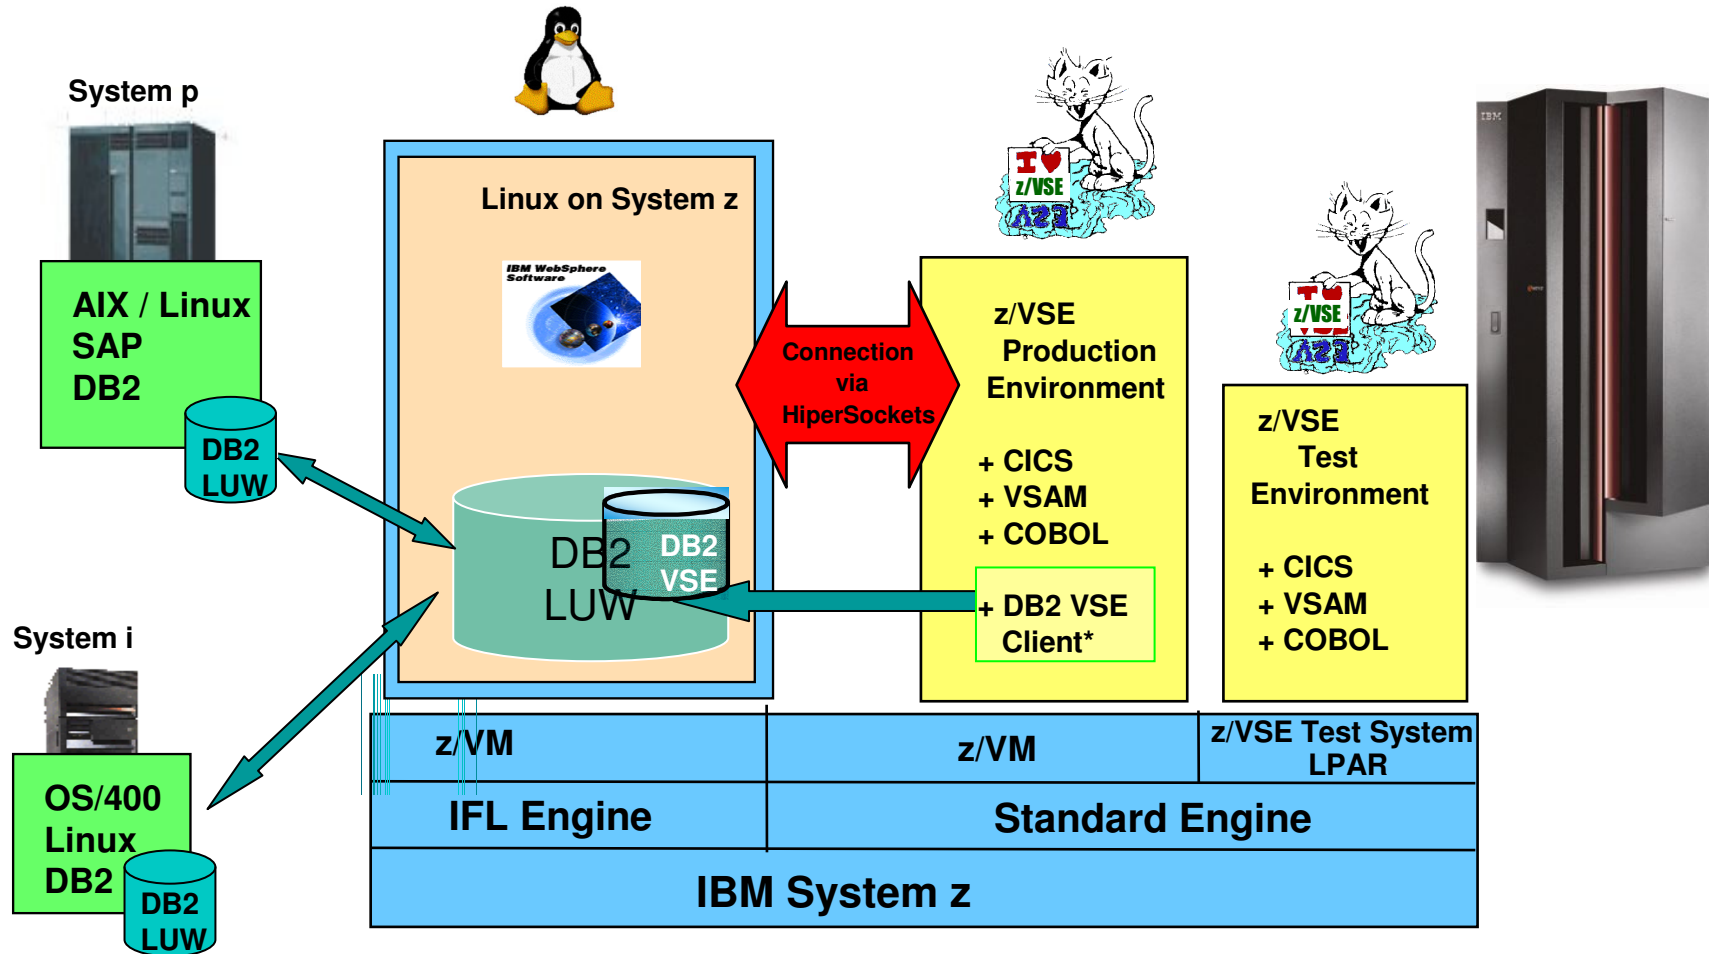 System p
AIX / Linux
SAP
DB2
DB2
LUW
System i
OS/400
Linux
DB2
DB2
LUW
Linux on System z
IBM WebSphere
Software
DB2
LUW
DB2
VSE
Connection
via
HiperSockets
I
z/VSE
z/VSE
Production
Environment
+ CICS
+ VSAM
+ COBOL
+ DB2 VSE
Client*
I
z/VSE
z/VSE
Test
Environment
+ CICS
+ VSAM
+ COBOL
IBM
z/VM
z/VM
z/VSE Test System
LPAR
IFL Engine
Standard Engine
IBM System z